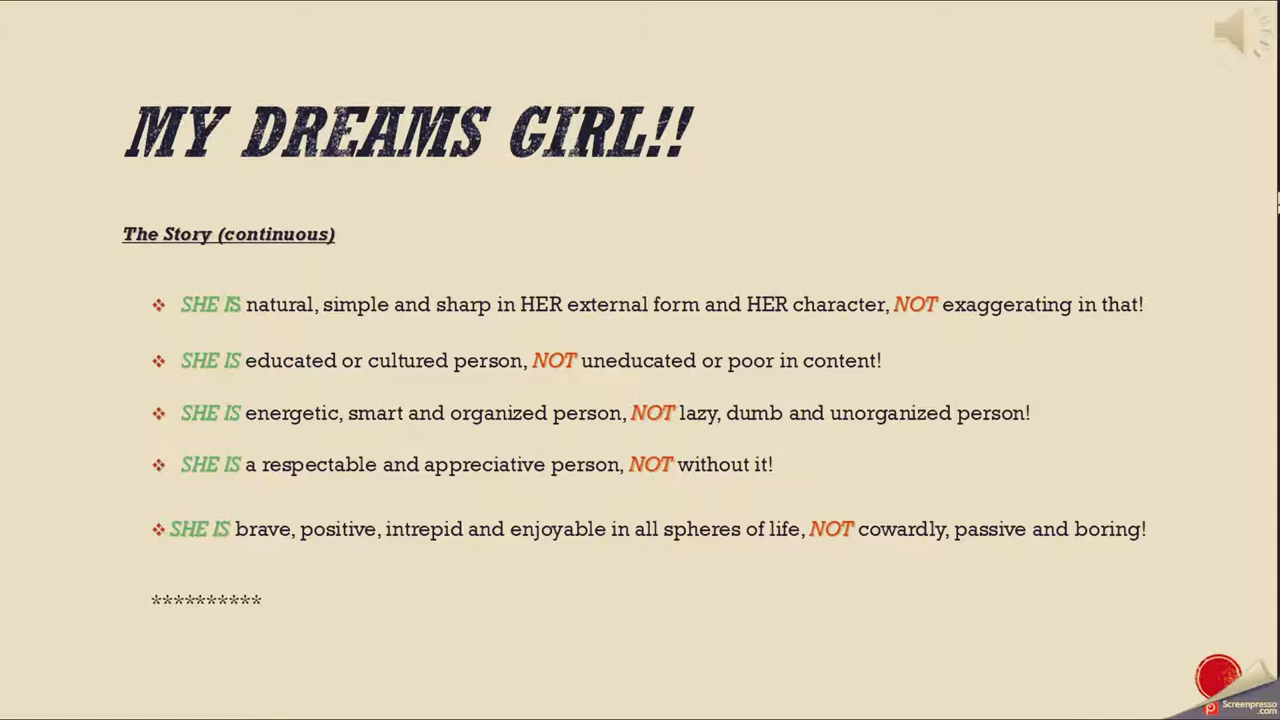 MY DREAMS GIRL!!
The Story (continuous)
❖ SHE IS natural, simple and sharp in HER external form and HER character, NOT exaggerating in that!
❖ SHE IS educated or cultured person, NOT uneducated or poor in content!
❖ SHE IS energetic, smart and organized person, NOT lazy, dumb and unorganized person!
❖ SHE IS a respectable and appreciative person, NOT without it!
❖ SHE IS brave, positive, intrepid and enjoyable in all spheres of life, NOT cowardly, passive and boring!
**********
Screenpresso
.com